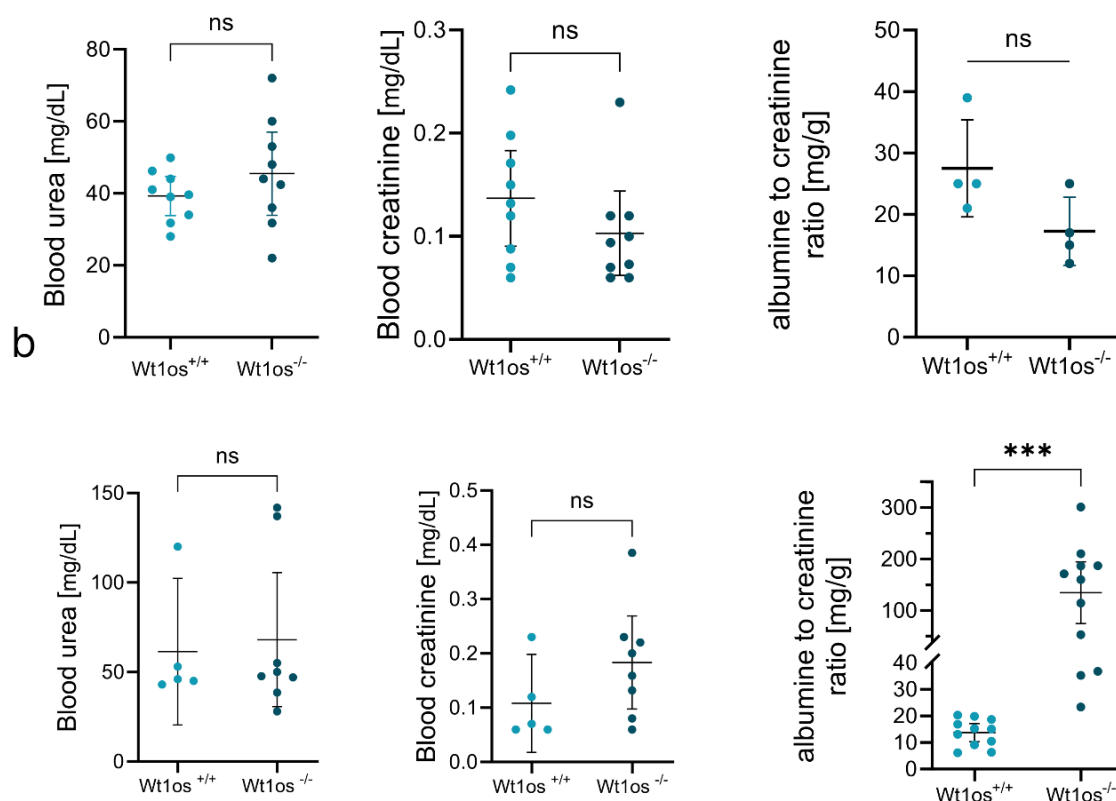 ns
80
60
40
20
0
Blood urea [mg/dL]
Wt1os+/+ Wt1os-/-
ns
0.3
0.2
0.1
0.0
Blood creatinine [mg/dL]
Wt1os+/+ Wt1os-/-
ns
50
40
30
20
10
0
albumine to creatinine
ratio [mg/g]
Wt1os+/+ Wt1os-/-
b
ns
150
100
50
0
Blood urea [mg/dL]
Wt1os +/+ Wt1os -/-
ns
0.5
0.4
0.3
0.2
0.1
0.0
Blood creatinine [mg/dL]
Wt1os +/+ Wt1os -/-
***
300
200
100
40
30
20
10
0
albumine to creatinine
ratio [mg/g]
Wt1os+/+ Wt1os-/-